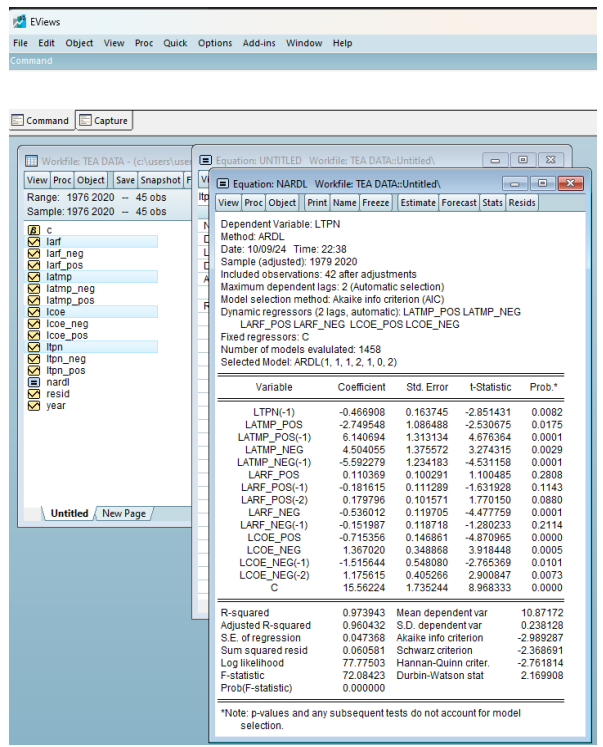 EViews
File Edit Object View Proc Quick Options Add-ins Window Help
Command
Command Capture
Workfile: TEA DATA - (c:\users\user
View Proc Object Save Snapshot F
Range: 1976 2020 -- 45 obs
Sample: 1976 2020 -- 45 obs
c
larf
larf_neg
larf_pos
latmp
latmp_neg
latmp_pos
lcoe
lcoe_neg
lcoe_pos
ltpn
ltpn_neg
ltpn_pos
nardl
resid
year
Untitled New Page
Equation: UNTITLED Workfile: TEA DATA::Untitled\
Equation: NARDL Workfile: TEA DATA::Untitled\
View Proc Object Print Name Freeze Estimate Forecast Stats Resids
Dependent Variable: LTPN
Method: ARDL
Date: 10/09/24 Time: 22:38
Sample (adjusted): 1979 2020
Included observations: 42 after adjustments
Maximum dependent lags: 2 (Automatic selection)
Model selection method: Akaike info criterion (AIC)
Dynamic regressors (2 lags, automatic): LATMP_POS LATMP_NEG
LARF_POS LARF_NEG LCOE_POS LCOE_NEG
Fixed regressors: C
Number of models evalulated: 1458
Selected Model: ARDL(1, 1, 1, 2, 1, 0, 2)
Variable Coefficient Std. Error t-Statistic Prob.*
LTPN(-1) -0.466908 0.163745 -2.851431 0.0082
LATMP_POS -2.749548 1.086488 -2.530675 0.0175
LATMP_POS(-1) 6.140694 1.313134 4.676364 0.0001
LATMP_NEG 4.504055 1.375572 3.274315 0.0029
LATMP_NEG(-1) -5.592279 1.234183 -4.531158 0.0001
LARF_POS 0.110369 0.100291 1.100485 0.2808
LARF_POS(-1) -0.181615 0.111289 -1.631928 0.1143
LARF_POS(-2) 0.179796 0.101571 1.770150 0.0880
LARF_NEG -0.536012 0.119705 -4.477759 0.0001
LARF_NEG(-1) -0.151987 0.118718 -1.280233 0.2114
LCOE_POS -0.715356 0.146861 -4.870965 0.0000
LCOE_NEG 1.367020 0.348868 3.918448 0.0005
LCOE_NEG(-1) -1.515644 0.548080 -2.765369 0.0101
LCOE_NEG(-2) 1.175615 0.405266 2.900847 0.0073
C 15.56224 1.735244 8.968333 0.0000
R-squared 0.973943 Mean dependent var 10.87172
Adjusted R-squared 0.960432 S.D. dependent var 0.238128
S.E. of regression 0.047368 Akaike info criterion -2.989287
Sum squared resid 0.060581 Schwarz criterion -2.368691
Log likelihood 77.77503 Hannan-Quinn criter. -2.761814
F-statistic 72.08423 Durbin-Watson stat 2.169908
Prob(F-statistic) 0.000000
*Note: p-values and any subsequent tests do not account for model
selection.